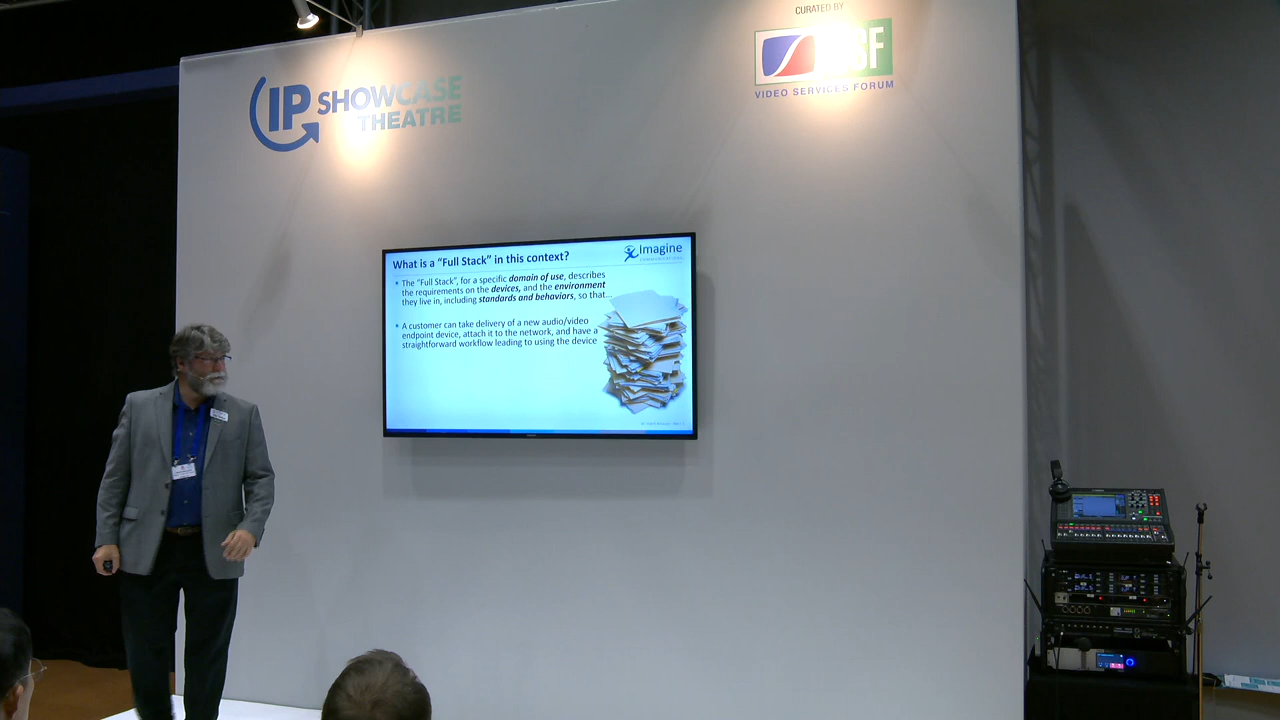 CURATED BY
IP SHOWCASE
THEATRE
VIDEO SERVICES FORUM
What is a “Full Stack” in this context?
Imagine
COMMUNICATIONS
• The “Full Stack”, for a specific domain of use, describes
the requirements on the devices, and the environment
they live in, including standards and behaviors, so that...
• A customer can take delivery of a new audio/video
endpoint device, attach it to the network, and have a
straightforward workflow leading to using the device